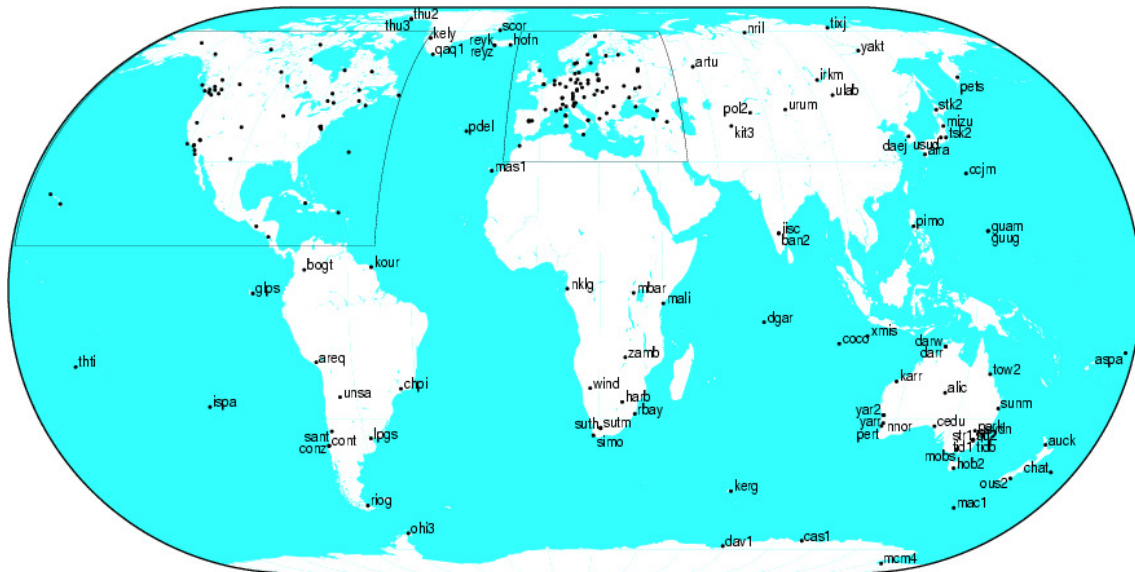 thu2
thu3
scor
kely
reyk
hofn
reyz
qaq1
nril
tixj
yakt
artu
irkm
ulab
pets
pol2
urum
stk2
pdel
kit3
mizu
tsk2
daej
usud
aira
mas1
ccjm
pimo
guam
guug
iisc
ban2
bogt
kour
glps
nklg
mbar
mali
dgar
coco
xmis
darw
darr
aspa
thti
areq
zamb
tow2
karr
unsa
chpi
wind
alic
ispa
harb
rbay
sunm
yar2
yarr
nnor
pert
cedu
sant
cont
conz
lpgs
suth
sutm
simo
park
str1
tid1
tidb
mobs
hob2
auck
chat
ous2
kerg
riog
mac1
ohi3
dav1
cas1
mcm4